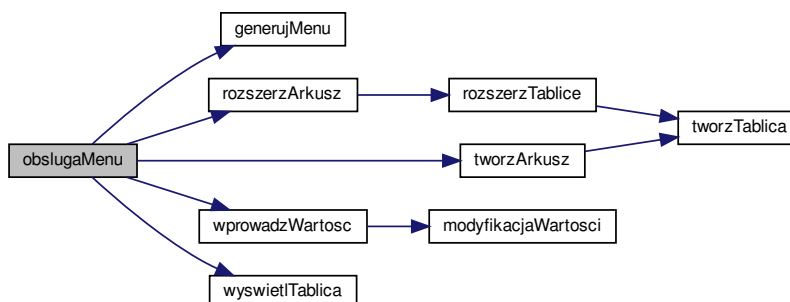 generujMenu
rozszerzArkusz
rozszerzTablice
tworzTablica
obslugaMenu
tworzArkusz
wprowadzWartosc
modyfikacjaWartosci
wyswietlTablica